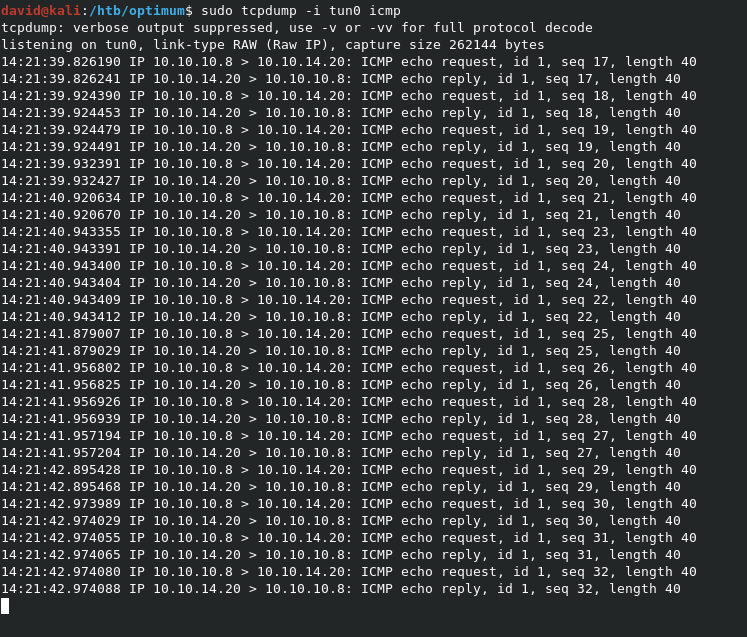 david@kali:/htb/optimum$ sudo tcpdump -i tun0 icmp
tcpdump: verbose output suppressed, use -v or -vv for full protocol decode
listening on tun0, link-type RAW (Raw IP), capture size 262144 bytes
14:21:39.826190 IP 10.10.10.8 > 10.10.14.20: ICMP echo request, id 1, seq 17, length 40
14:21:39.826241 IP 10.10.14.20 > 10.10.10.8: ICMP echo reply, id 1, seq 17, length 40
14:21:39.924390 IP 10.10.10.8 > 10.10.14.20: ICMP echo request, id 1, seq 18, length 40
14:21:39.924453 IP 10.10.14.20 > 10.10.10.8: ICMP echo reply, id 1, seq 18, length 40
14:21:39.924479 IP 10.10.10.8 > 10.10.14.20: ICMP echo request, id 1, seq 19, length 40
14:21:39.924491 IP 10.10.14.20 > 10.10.10.8: ICMP echo reply, id 1, seq 19, length 40
14:21:39.932391 IP 10.10.10.8 > 10.10.14.20: ICMP echo request, id 1, seq 20, length 40
14:21:39.932427 IP 10.10.14.20 > 10.10.10.8: ICMP echo reply, id 1, seq 20, length 40
14:21:40.920634 IP 10.10.10.8 > 10.10.14.20: ICMP echo request, id 1, seq 21, length 40
14:21:40.920670 IP 10.10.14.20 > 10.10.10.8: ICMP echo reply, id 1, seq 21, length 40
14:21:40.943355 IP 10.10.10.8 > 10.10.14.20: ICMP echo request, id 1, seq 23, length 40
14:21:40.943391 IP 10.10.14.20 > 10.10.10.8: ICMP echo reply, id 1, seq 23, length 40
14:21:40.943400 IP 10.10.10.8 > 10.10.14.20: ICMP echo request, id 1, seq 24, length 40
14:21:40.943404 IP 10.10.14.20 > 10.10.10.8: ICMP echo reply, id 1, seq 24, length 40
14:21:40.943409 IP 10.10.10.8 > 10.10.14.20: ICMP echo request, id 1, seq 22, length 40
14:21:40.943412 IP 10.10.14.20 > 10.10.10.8: ICMP echo reply, id 1, seq 22, length 40
14:21:41.879007 IP 10.10.10.8 > 10.10.14.20: ICMP echo request, id 1, seq 25, length 40
14:21:41.879029 IP 10.10.14.20 > 10.10.10.8: ICMP echo reply, id 1, seq 25, length 40
14:21:41.956802 IP 10.10.10.8 > 10.10.14.20: ICMP echo request, id 1, seq 26, length 40
14:21:41.956825 IP 10.10.14.20 > 10.10.10.8: ICMP echo reply, id 1, seq 26, length 40
14:21:41.956926 IP 10.10.10.8 > 10.10.14.20: ICMP echo request, id 1, seq 28, length 40
14:21:41.956939 IP 10.10.14.20 > 10.10.10.8: ICMP echo reply, id 1, seq 28, length 40
14:21:41.957194 IP 10.10.10.8 > 10.10.14.20: ICMP echo request, id 1, seq 27, length 40
14:21:41.957204 IP 10.10.14.20 > 10.10.10.8: ICMP echo reply, id 1, seq 27, length 40
14:21:42.895428 IP 10.10.10.8 > 10.10.14.20: ICMP echo request, id 1, seq 29, length 40
14:21:42.895468 IP 10.10.14.20 > 10.10.10.8: ICMP echo reply, id 1, seq 29, length 40
14:21:42.973989 IP 10.10.10.8 > 10.10.14.20: ICMP echo request, id 1, seq 30, length 40
14:21:42.974029 IP 10.10.14.20 > 10.10.10.8: ICMP echo reply, id 1, seq 30, length 40
14:21:42.974055 IP 10.10.10.8 > 10.10.14.20: ICMP echo request, id 1, seq 31, length 40
14:21:42.974065 IP 10.10.14.20 > 10.10.10.8: ICMP echo reply, id 1, seq 31, length 40
14:21:42.974080 IP 10.10.10.8 > 10.10.14.20: ICMP echo request, id 1, seq 32, length 40
14:21:42.974088 IP 10.10.14.20 > 10.10.10.8: ICMP echo reply, id 1, seq 32, length 40